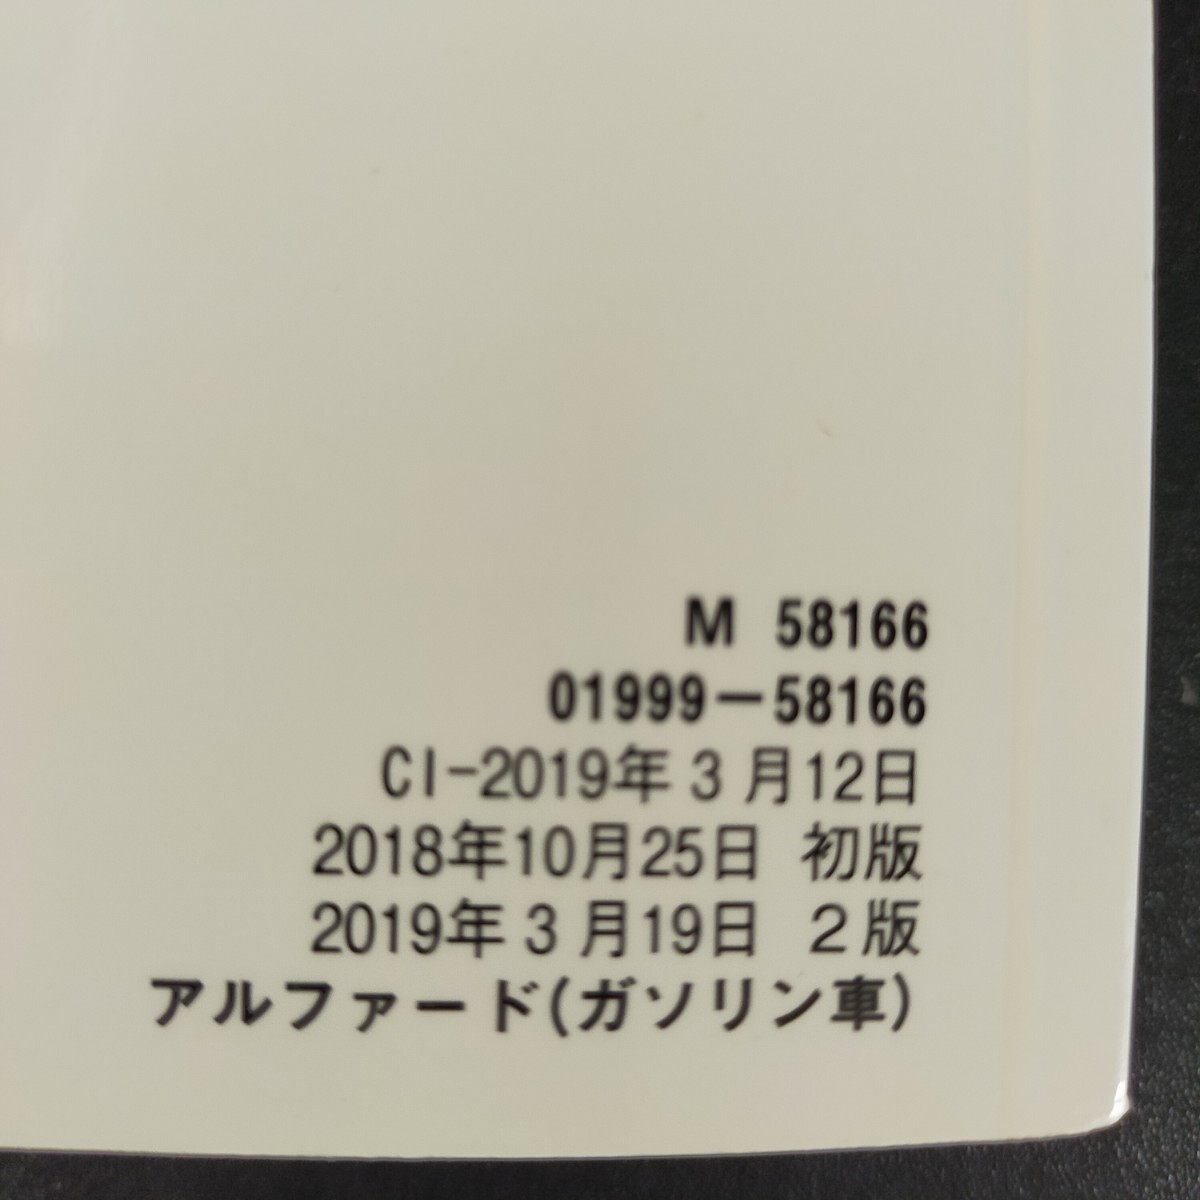 M 58166
01999－58166
CI-2019年3月12日
2018年10月25日 初版
2019年3月19日 2版
アルファード(ガソリン車)